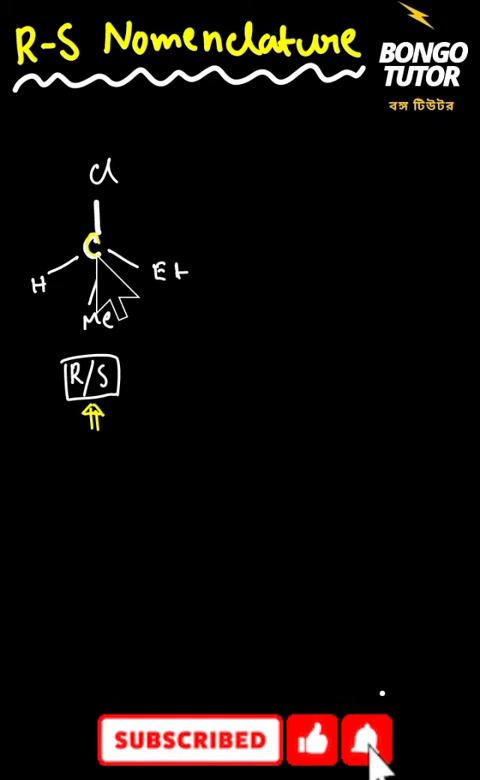 R-S Nomenclature
BONGO
TUTOR
বঙ্গ টিউটর
Cl
C
H
Et
Me
R/S
SUBSCRIBED